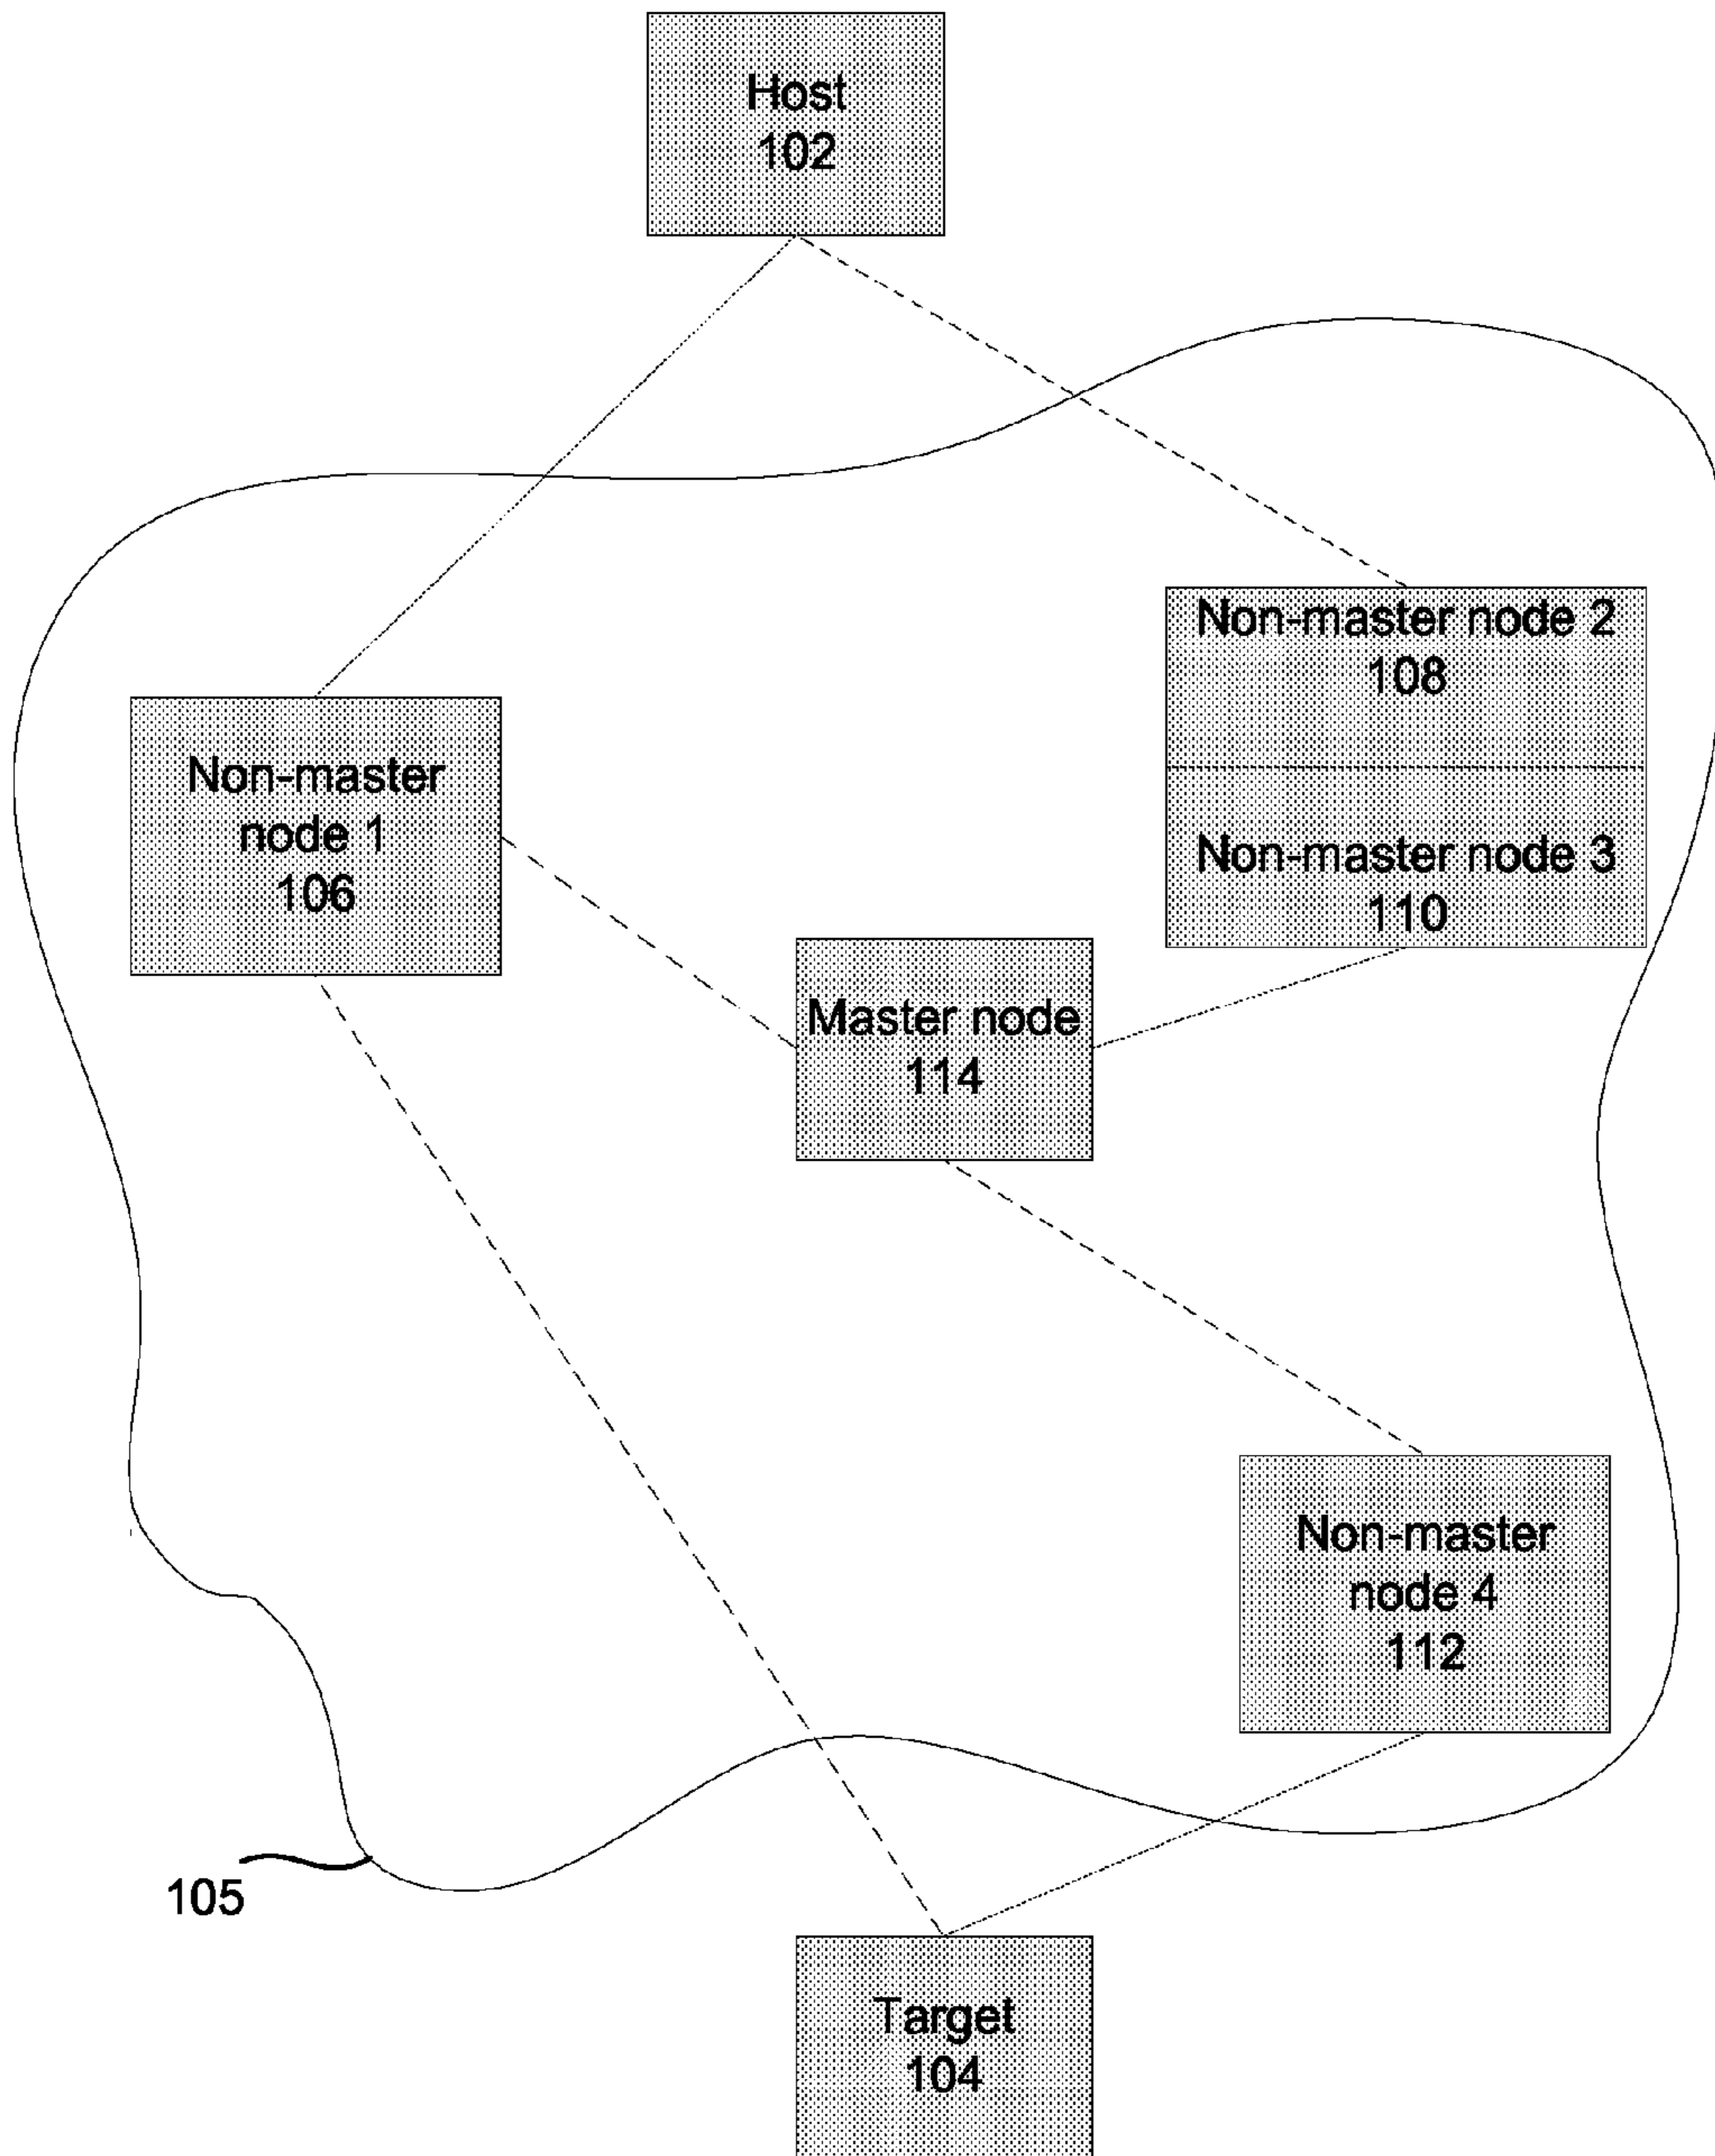 Host
102
Non-master node 2
108
Non-master
node 1
106
Non-master node 3
110
Master node
114
Non-master
node 4
112
105
Target
104